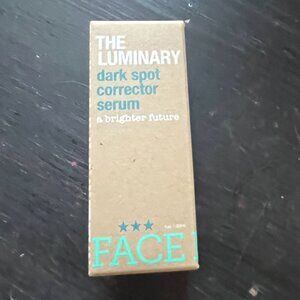 THE
LUMINARY
dark spot
corrector
serum
a brighter future
FACE